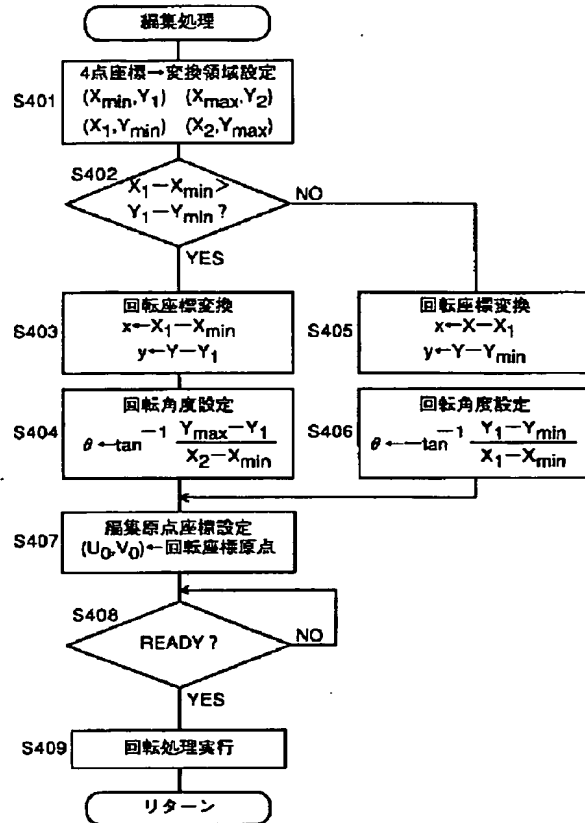 編集処理
S401
4点座標→変換領域設定
(Xmin,Y1) (Xmax,Y2)
(X1,Ymin) (X2,Ymax)
S402
X1−Xmin>
Y1−Ymin?
NO
YES
S403
回転座標変換
x←X1−Xmin
y←Y−Y1
S405
回転座標変換
x←X−X1
y←Y−Ymin
S404
回転角度設定
θ←tan−1 Ymax−Y1
X2−Xmin
S406
回転角度設定
θ←tan−1 Y1−Ymin
X1−Xmin
S407
編集原点座標設定
(U0,V0)←回転座標原点
S408
READY?
NO
YES
S409
回転処理実行
リターン